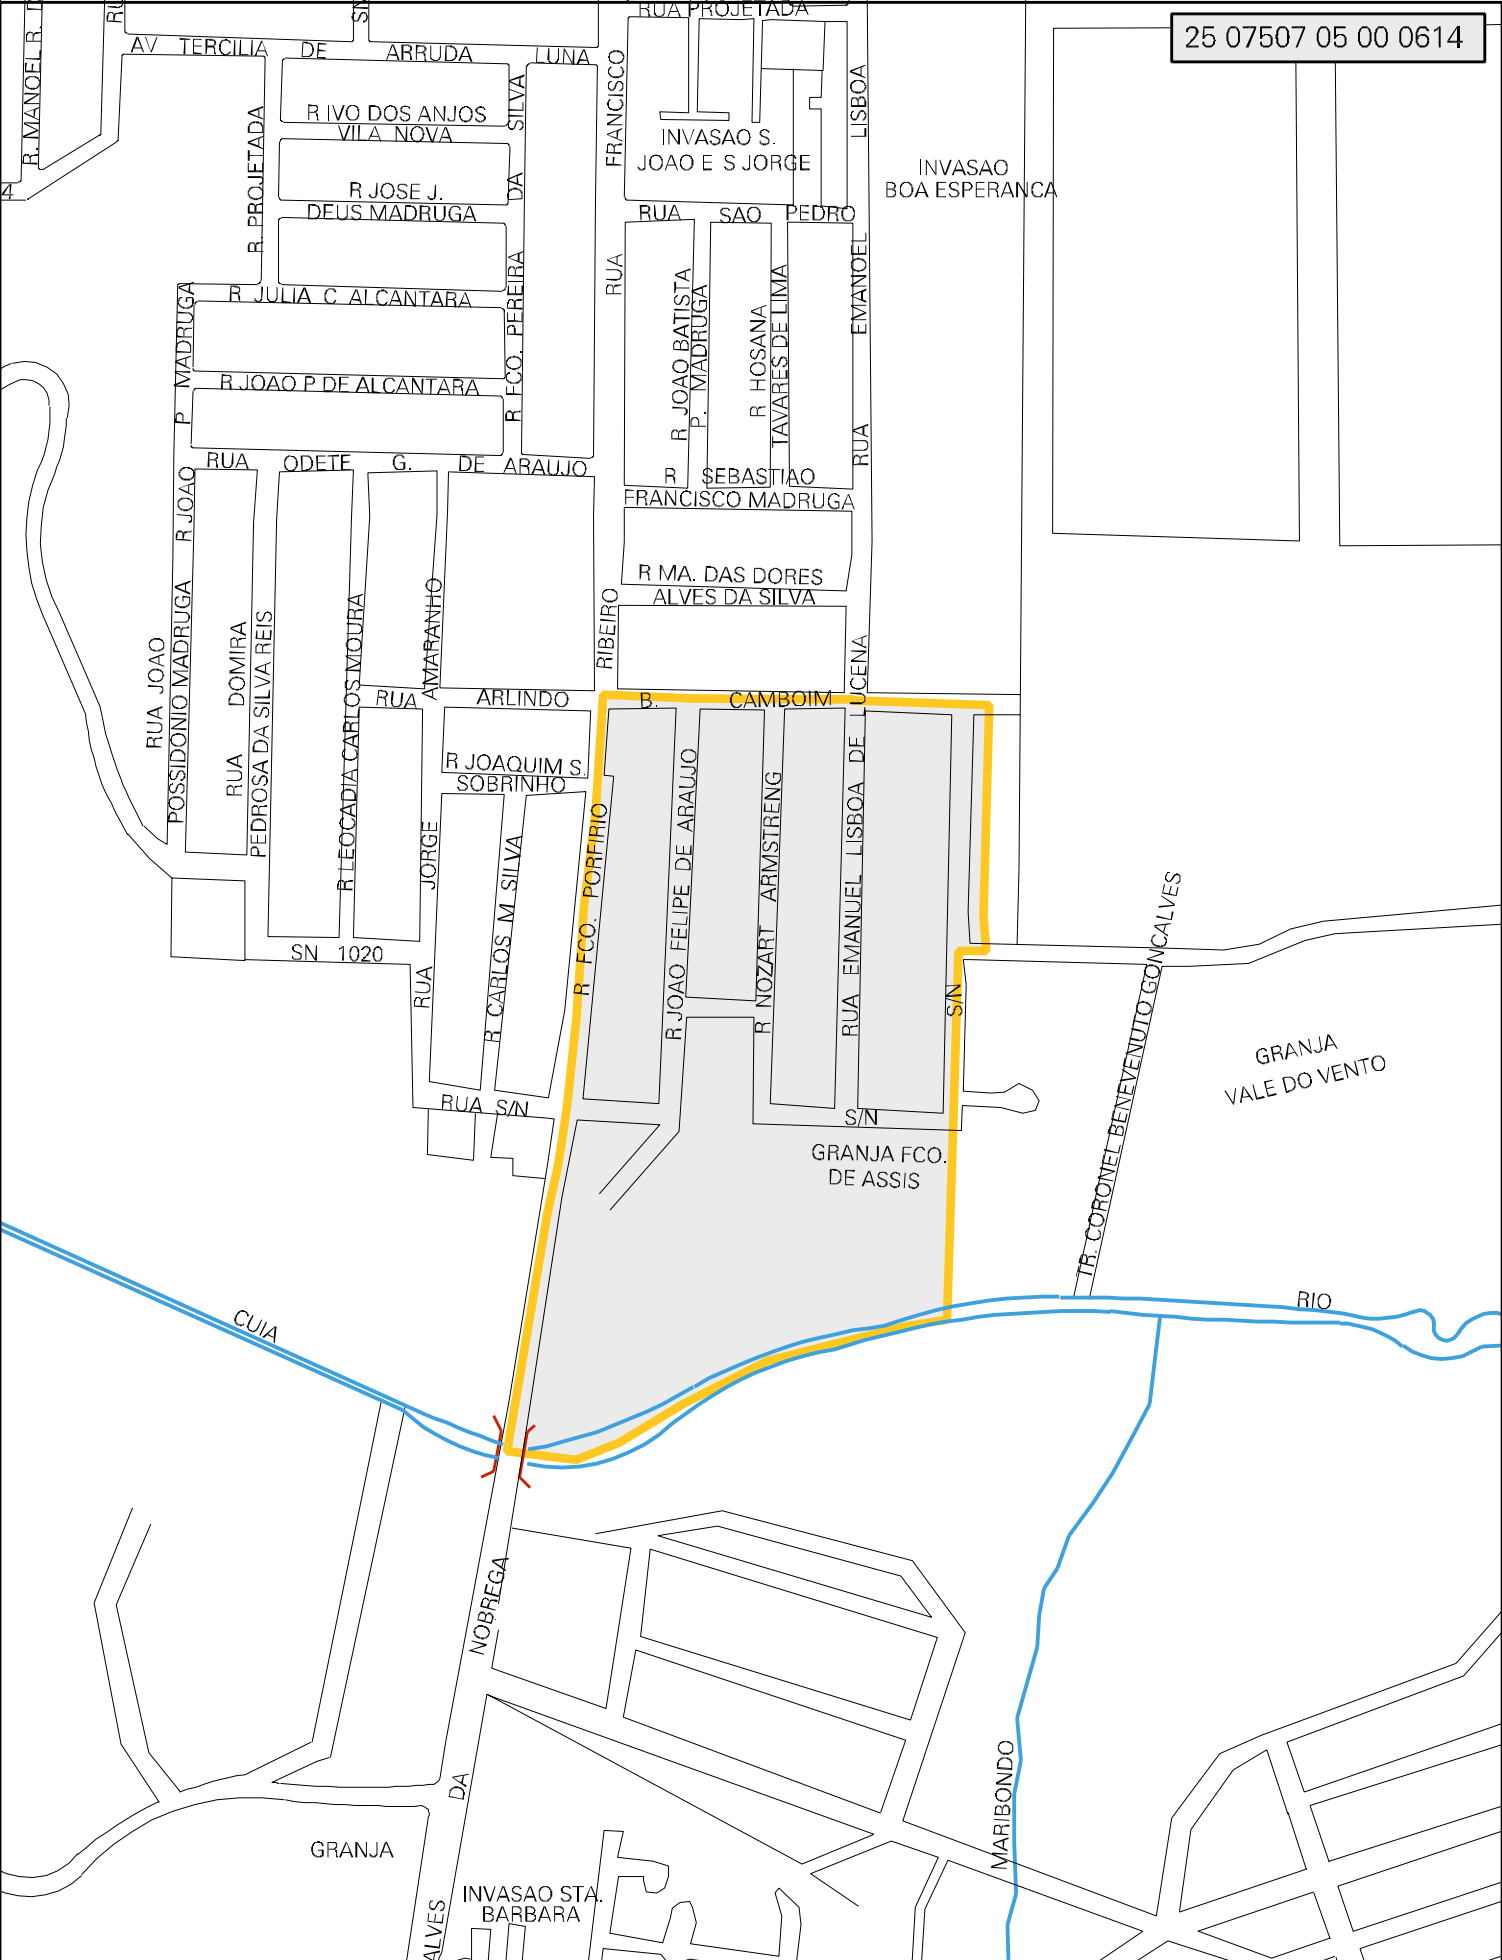 25 07507 05 00 0614
RUA PROJETADA
AV TERCILIA DE ARRUDA LUNA
R. MANOEL R. D
RU
SN
4
R IVO DOS ANJOS
VILA NOVA
R JOSE J.
DEUS MADRUGA
R. PROJETADA
R FCO. PEREIRA DA SILVA
RUA FRANCISCO
RIBEIRO
INVASAO S.
JOAO E S JORGE
INVASAO
BOA ESPERANCA
RUA SAO PEDRO
RUA EMANOEL LISBOA
DE LUCENA
R JULIA C ALCANTARA
R JOAO P DE ALCANTARA
R JOAO P MADRUGA
R JOAO BATISTA
P. MADRUGA
R HOSANA
TAVARES DE LIMA
RUA ODETE G. DE ARAUJO
R SEBASTIAO
FRANCISCO MADRUGA
R MA. DAS DORES
ALVES DA SILVA
RUA JOAO
POSSIDONIO MADRUGA
RUA DOMIRA
PEDROSA DA SILVA REIS
R LEOCADIA CARLOS MOURA
RUA JORGE AMARANHO
RUA ARLINDO B. CAMBOIM
R JOAQUIM S.
SOBRINHO
R CARLOS M SILVA
R FCO. PORFIRIO
R JOAO FELIPE DE ARAUJO
R NOZART ARMSTRENG
RUA EMANUEL LISBOA
S/N
SN 1020
RUA S/N
S/N
GRANJA FCO.
DE ASSIS
TR. CORONEL BENEVENUTO GONCALVES
GRANJA
VALE DO VENTO
CUIA
RIO
NOBREGA
DA
ALVES
MARIBONDO
GRANJA
INVASAO STA.
BARBARA